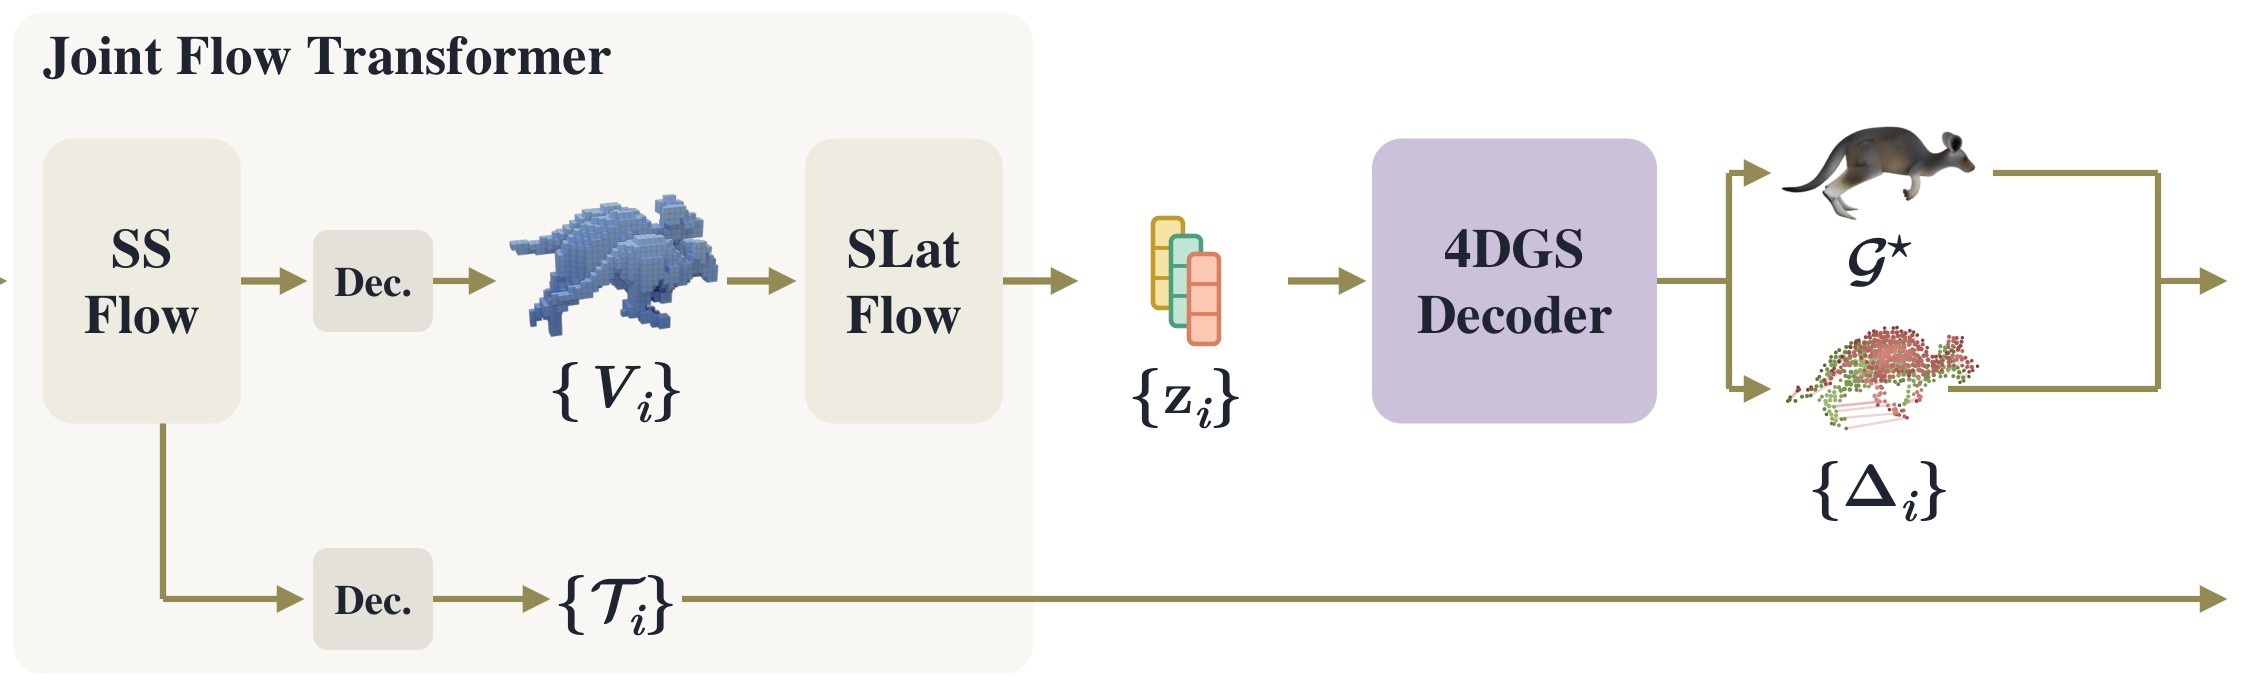 Joint Flow Transformer
SS
Flow
Dec.
{V_i}
SLat
Flow
{z_i}
4DGS
Decoder
𝒢★
{Δ_i}
Dec.
{𝒯_i}